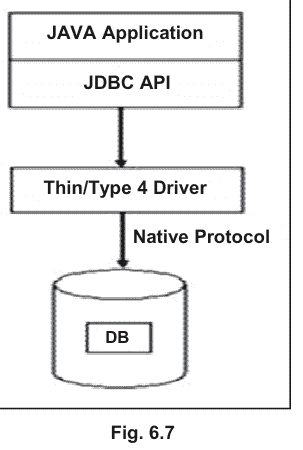 JAVA Application
JDBC API
Thin/Type 4 Driver
Native Protocol
DB
Fig. 6.7